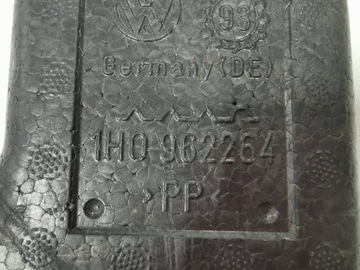 93
Germany(DE)
1H0 962264
>PP<